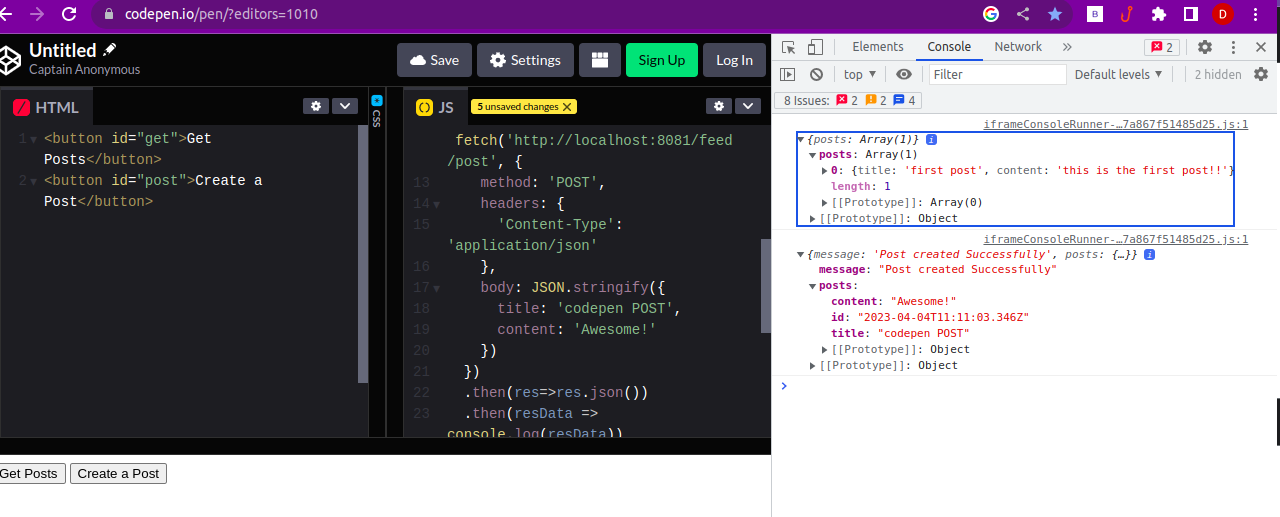 codepen.io/pen/?editors=1010
D
Untitled
Captain Anonymous
Save
Settings
Sign Up
Log In
HTML
1 <button id="get">Get
Posts</button>
2 <button id="post">Create a
Post</button>
CSS
JS
5 unsaved changes
fetch('http://localhost:8081/feed
/post', {
13 method: 'POST',
14 headers: {
15 'Content-Type':
'application/json'
16 },
17 body: JSON.stringify({
18 title: 'codepen POST',
19 content: 'Awesome!'
20 })
21 })
22 .then(res=>res.json())
23 .then(resData =>
console.log(resData))
Get Posts
Create a Post
Elements
Console
Network
»
2
top
Filter
Default levels
2 hidden
8 Issues: 2 2 4
iframeConsoleRunner-…7a867f51485d25.js:1
{posts: Array(1)} i
posts: Array(1)
0: {title: 'first post', content: 'this is the first post!!'}
length: 1
[[Prototype]]: Array(0)
[[Prototype]]: Object
iframeConsoleRunner-…7a867f51485d25.js:1
{message: 'Post created Successfully', posts: {…}} i
message: "Post created Successfully"
posts:
content: "Awesome!"
id: "2023-04-04T11:11:03.346Z"
title: "codepen POST"
[[Prototype]]: Object
[[Prototype]]: Object